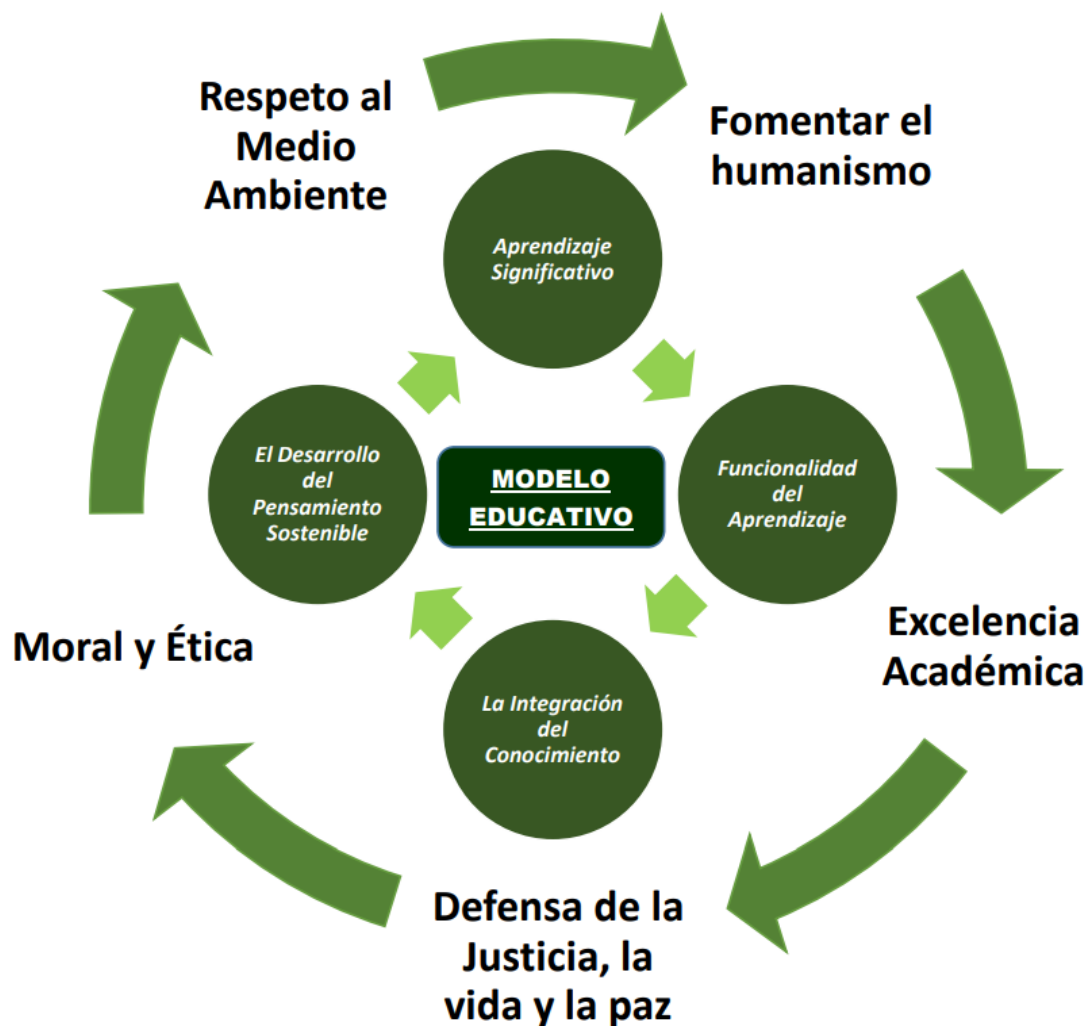 Respeto al
Medio
Ambiente
Fomentar el
humanismo
Aprendizaje
Significativo
El Desarrollo
del
Pensamiento
Sostenible
MODELO
EDUCATIVO
Funcionalidad
del
Aprendizaje
Moral y Ética
Excelencia
Académica
La Integración
del
Conocimiento
Defensa de la
Justicia, la
vida y la paz